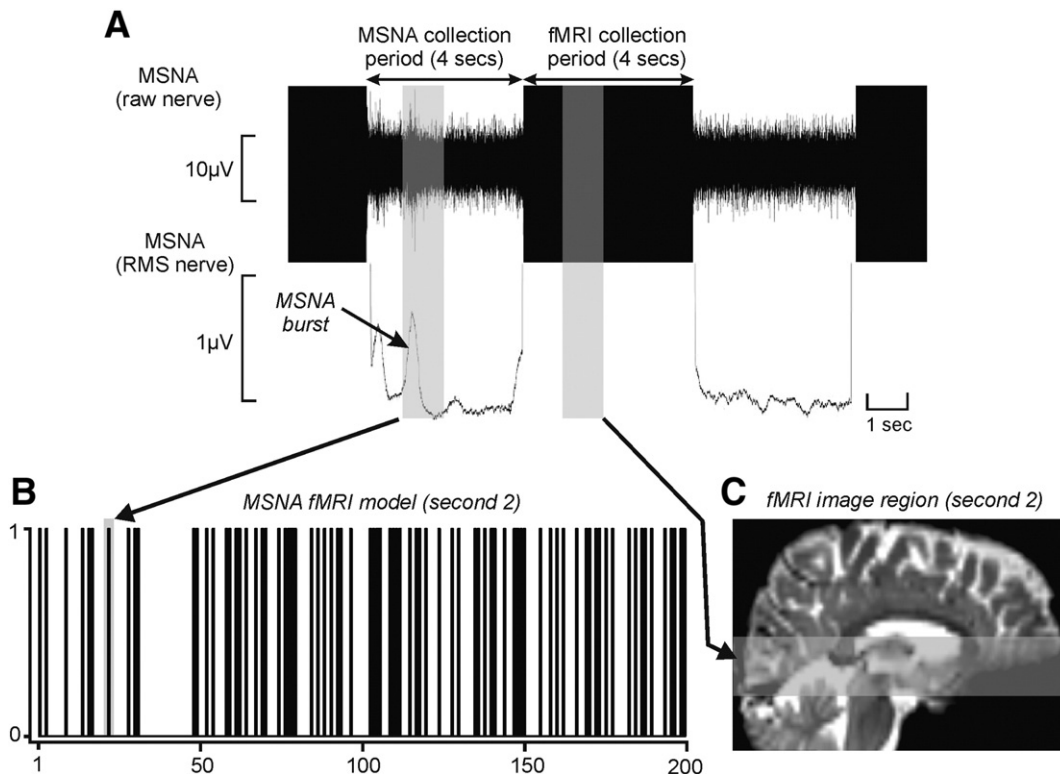 A
MSNA collection
period (4 secs)
fMRI collection
period (4 secs)
MSNA
(raw nerve)
10µV
MSNA
(RMS nerve)
MSNA
burst
1µV
1 sec
B
MSNA fMRI model (second 2)
1
0
1
50
100
150
200
C
fMRI image region (second 2)